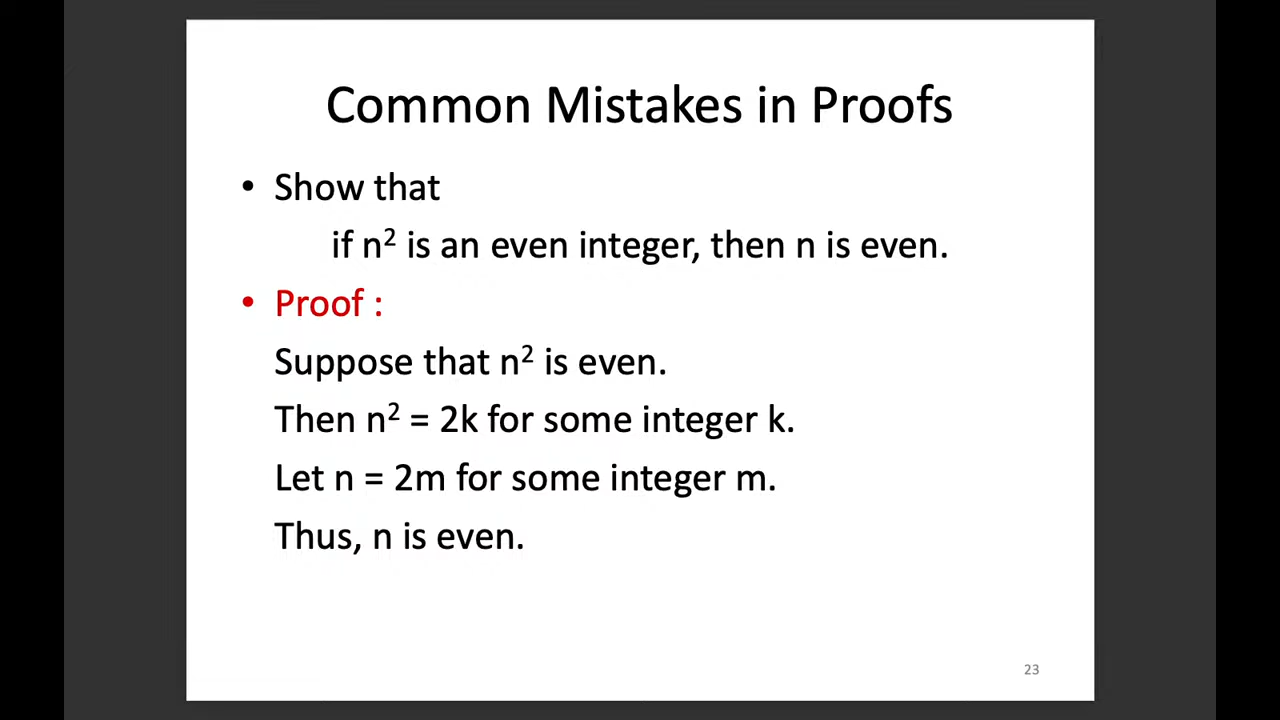 Common Mistakes in Proofs
• Show that
if n² is an even integer, then n is even.
• Proof :
Suppose that n² is even.
Then n² = 2k for some integer k.
Let n = 2m for some integer m.
Thus, n is even.
23